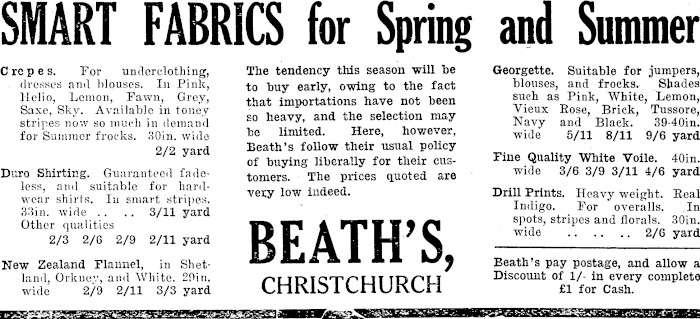 SMART FABRICS for Spring and Summer
Crepes. For underclothing,
dresses and blouses. In Pink,
Helio, Lemon, Fawn, Grey,
Saxe, Sky. Available in toney
stripes now so much in demand
for Summer frocks. 30in. wide
2/2 yard
Duro Shirting. Guaranteed fade-
less, and suitable for hard-
wear shirts. In smart stripes.
33in. wide .. .. 3/11 yard
Other qualities
2/3 2/6 2/9 2/11 yard
New Zealand Flannel, in Shet-
land, Orkney, and White. 29in.
wide 2/9 2/11 3/3 yard
The tendency this season will be
to buy early, owing to the fact
that importations have not been
so heavy, and the selection may
be limited. Here, however,
Beath's follow their usual policy
of buying liberally for their cus-
tomers. The prices quoted are
very low indeed.
BEATH'S,
CHRISTCHURCH
Georgette. Suitable for jumpers,
blouses, and frocks. Shades
such as Pink, White, Lemon,
Vieux Rose, Brick, Tussore,
Navy and Black. 39-40in.
wide 5/11 8/11 9/6 yard
Fine Quality White Voile. 40in.
wide 3/6 3/9 3/11 4/6 yard
Drill Prints. Heavy weight. Real
Indigo. For overalls. In
spots, stripes and florals. 30in.
wide .. .. .. 2/6 yard
Beath's pay postage, and allow a
Discount of 1/- in every complete
£1 for Cash.